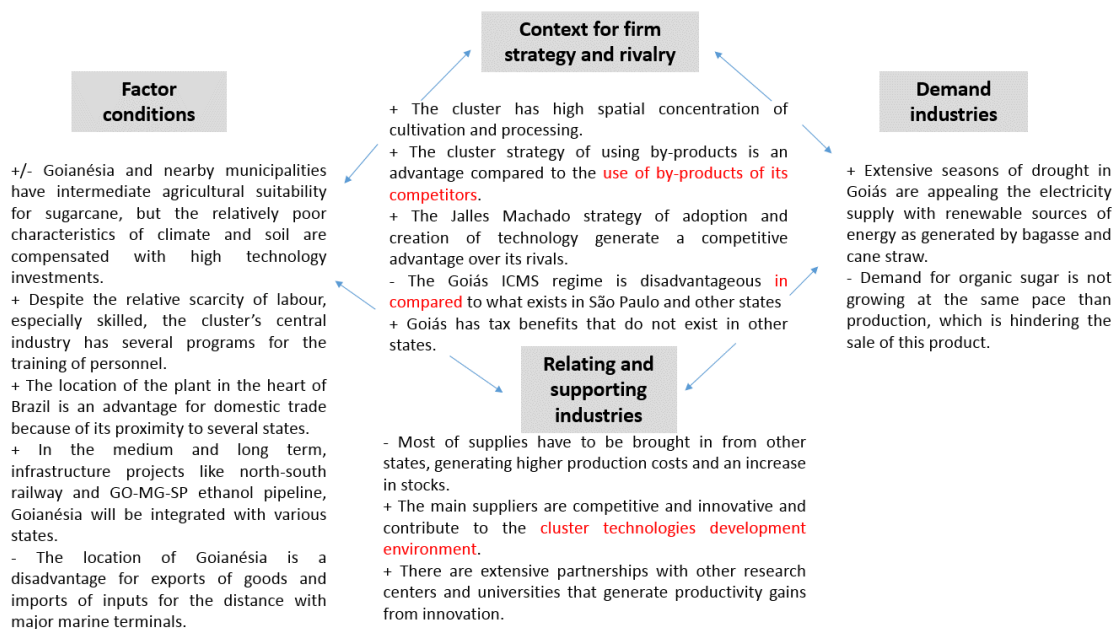 Context for firm
strategy and rivalry
Factor
conditions
Demand
industries
+ The cluster has high spatial concentration of
cultivation and processing.
+ The cluster strategy of using by-products is an
advantage compared to the use of by-products of its
competitors.
+ The Jalles Machado strategy of adoption and
creation of technology generate a competitive
advantage over its rivals.
- The Goiás ICMS regime is disadvantageous in
compared to what exists in São Paulo and other states
+ Goiás has tax benefits that do not exist in other
states.
+/- Goianésia and nearby municipalities
have intermediate agricultural suitability
for sugarcane, but the relatively poor
characteristics of climate and soil are
compensated with high technology
investments.
+ Despite the relative scarcity of labour,
especially skilled, the cluster’s central
industry has several programs for the
training of personnel.
+ The location of the plant in the heart of
Brazil is an advantage for domestic trade
because of its proximity to several states.
+ In the medium and long term,
infrastructure projects like north-south
railway and GO-MG-SP ethanol pipeline,
Goianésia will be integrated with various
states.
- The location of Goianésia is a
disadvantage for exports of goods and
imports of inputs for the distance with
major marine terminals.
+ Extensive seasons of drought in
Goiás are appealing the electricity
supply with renewable sources of
energy as generated by bagasse and
cane straw.
- Demand for organic sugar is not
growing at the same pace than
production, which is hindering the
sale of this product.
Relating and
supporting
industries
- Most of supplies have to be brought in from other
states, generating higher production costs and an increase
in stocks.
+ The main suppliers are competitive and innovative and
contribute to the cluster technologies development
environment.
+ There are extensive partnerships with other research
centers and universities that generate productivity gains
from innovation.